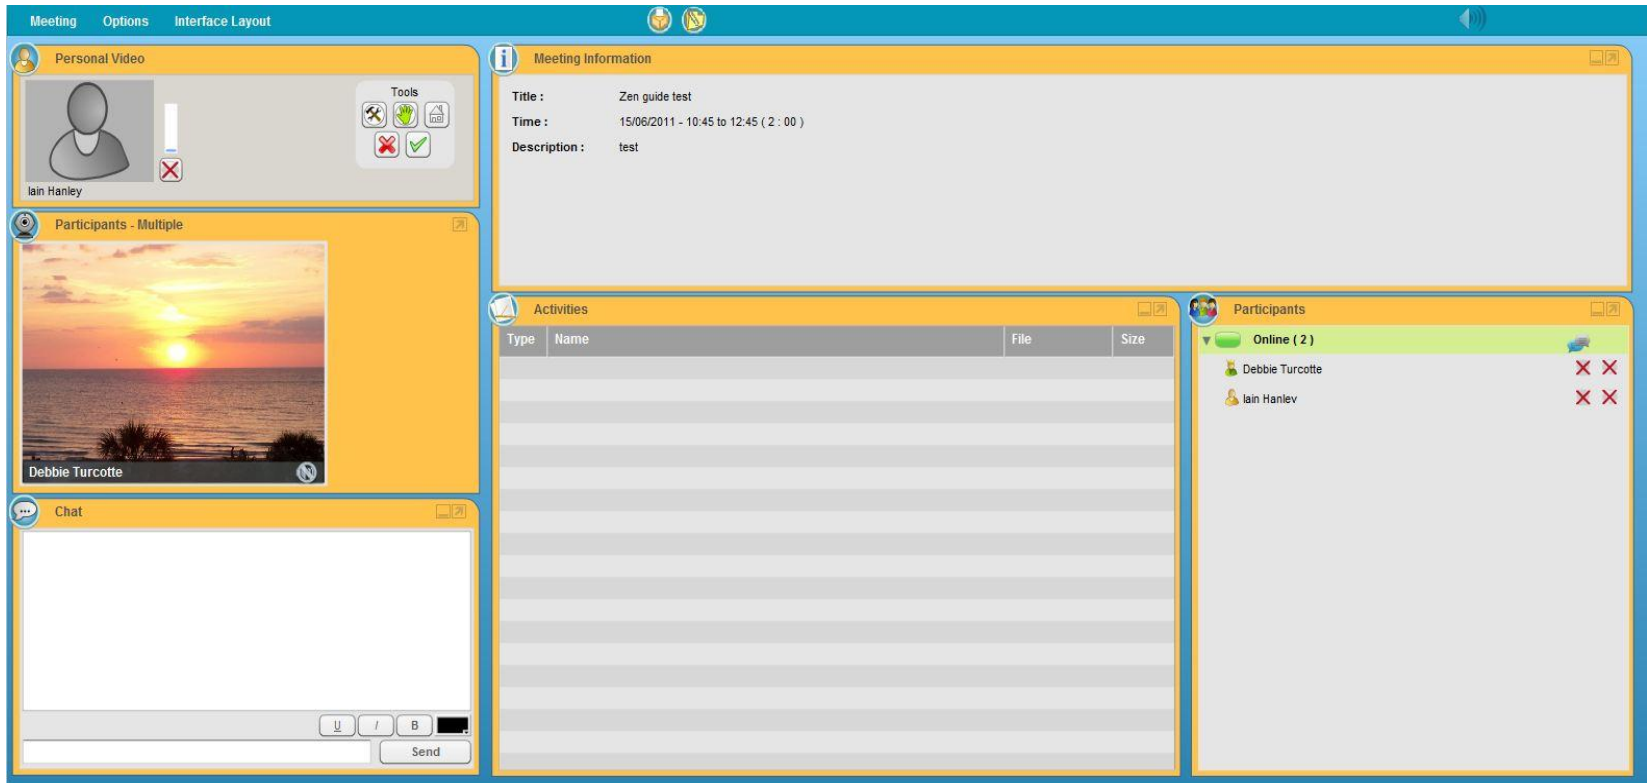 Meeting Options Interface Layout
Personal Video
Tools
Iain Hanley
Participants - Multiple
Debbie Turcotte
Chat
U I B
Send
Meeting Information
Title : Zen guide test
Time : 15/06/2011 - 10:45 to 12:45 ( 2 : 00 )
Description : test
Activities
Type Name File Size
Participants
Online ( 2 )
Debbie Turcotte
Iain Hanley